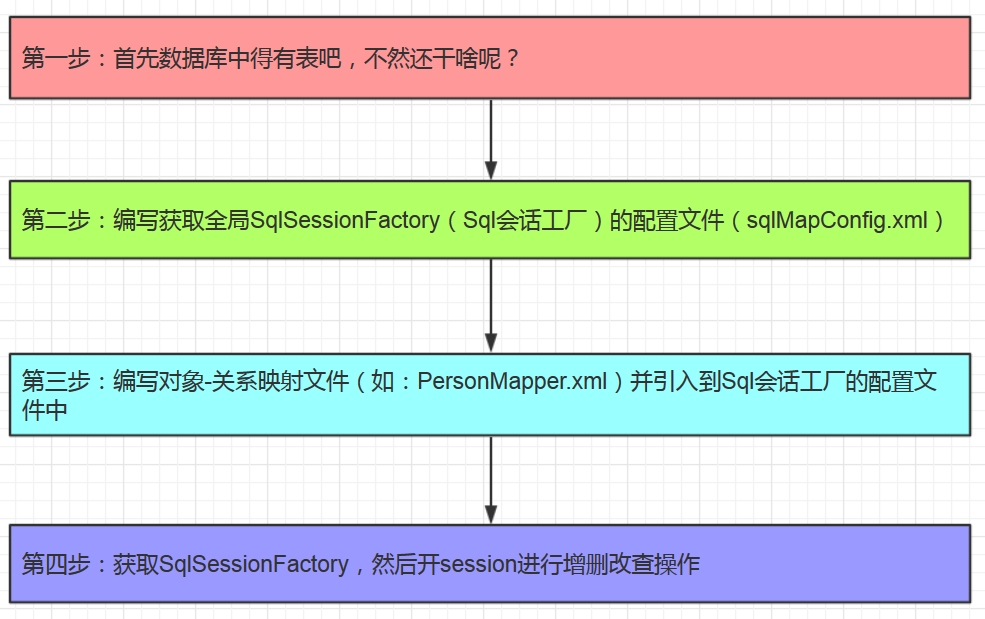 第一步：首先数据库中得有表吧，不然还干啥呢？
第二步：编写获取全局SqlSessionFactory（Sql会话工厂）的配置文件（sqlMapConfig.xml）
第三步：编写对象-关系映射文件（如：PersonMapper.xml）并引入到Sql会话工厂的配置文
件中
第四步：获取SqlSessionFactory，然后开session进行增删改查操作